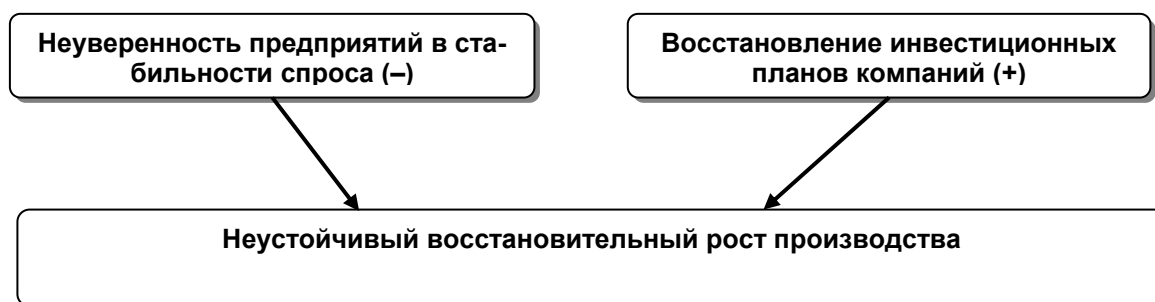 Неуверенность предприятий в ста-
бильности спроса (–)
Восстановление инвестиционных
планов компаний (+)
Неустойчивый восстановительный рост производства